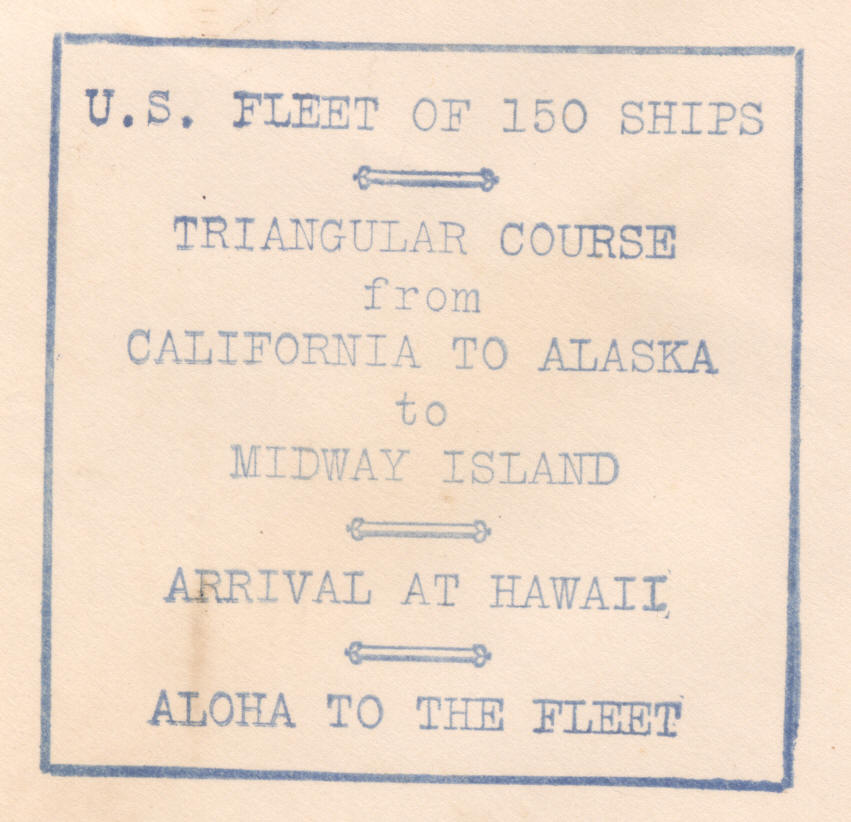 U.S. FLEET OF 150 SHIPS
TRIANGULAR COURSE
from
CALIFORNIA TO ALASKA
to
MIDWAY ISLAND
ARRIVAL AT HAWAII
ALOHA TO THE FLEET